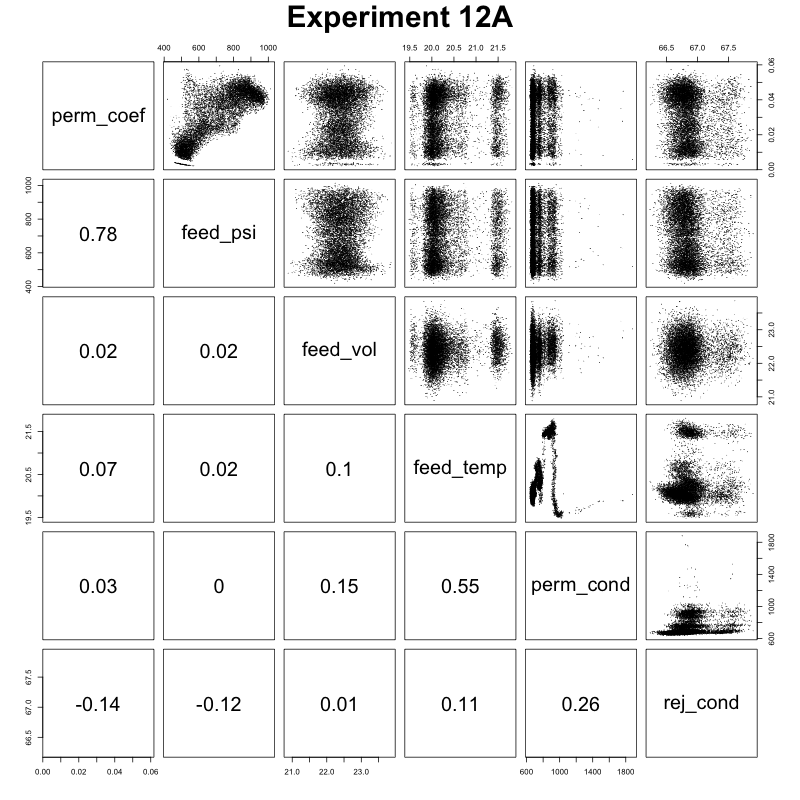 Experiment 12A
400 600 800 1000 19.5 20.0 20.5 21.0 21.5 66.5 67.0 67.5
perm_coef 0.00 0.02 0.04 0.06
400 600 800 1000 0.78 feed_psi
0.02 0.02 feed_vol 21.0 22.0 23.0
19.5 20.5 21.5 0.07 0.02 0.1 feed_temp
0.03 0 0.15 0.55 perm_cond 600 1000 1400 1800
66.5 67.0 67.5 -0.14 -0.12 0.01 0.11 0.26 rej_cond
0.00 0.02 0.04 0.06 21.0 22.0 23.0 600 1000 1400 1800